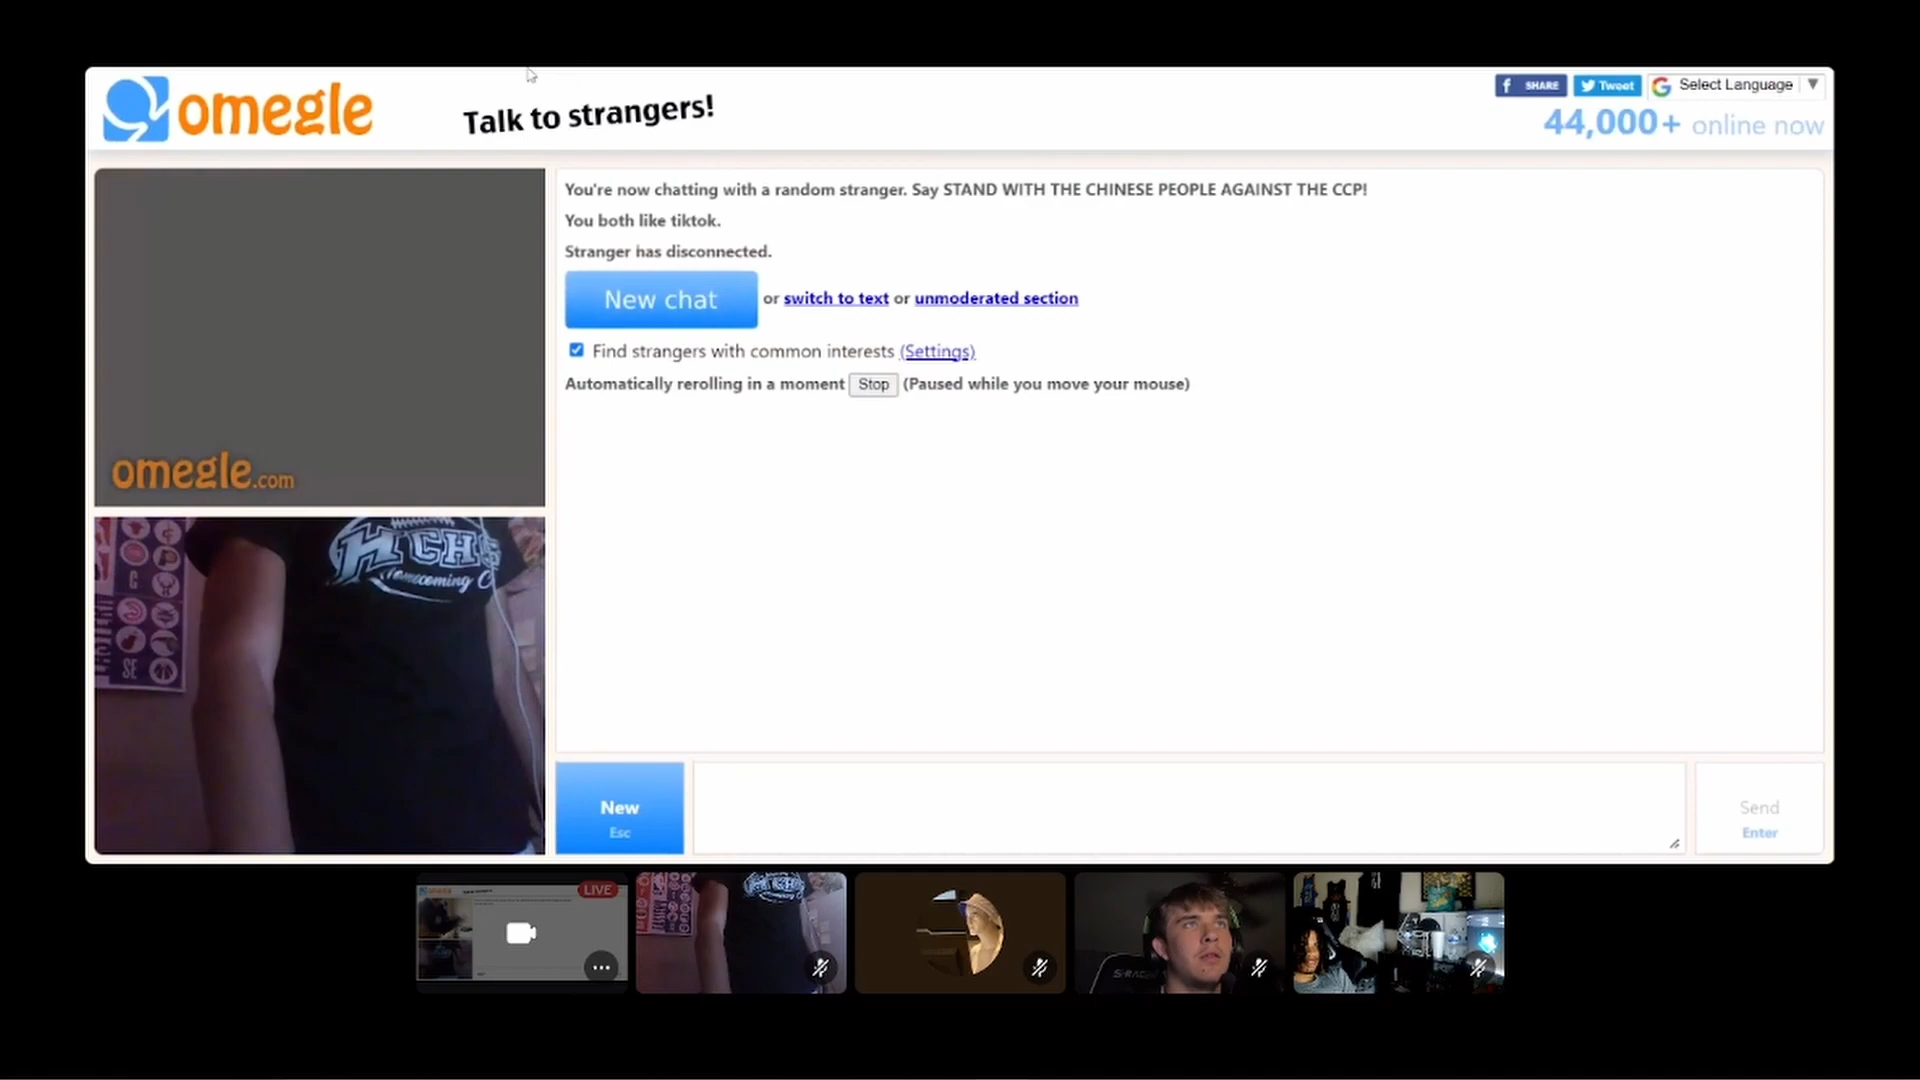 omegle
Talk to strangers!
SHARE
Tweet
Select Language
44,000+ online now
You're now chatting with a random stranger. Say STAND WITH THE CHINESE PEOPLE AGAINST THE CCP!
You both like tiktok.
Stranger has disconnected.
New chat or switch to text or unmoderated section
Find strangers with common interests (Settings)
Automatically rerolling in a moment Stop (Paused while you move your mouse)
omegle.com
HCHS
Homecoming
New
Esc
Send
Enter
LIVE